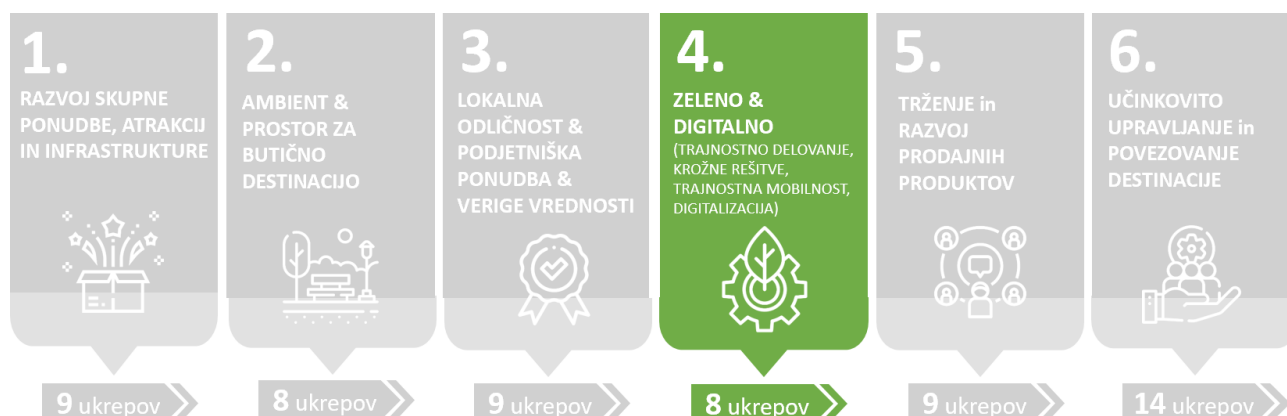 1.
RAZVOJ SKUPNE
PONUDBE, ATRAKCIJ
IN INFRASTRUKTURE
9 ukrepov
2.
AMBIENT &
PROSTOR ZA
BUTIČNO
DESTINACIJO
8 ukrepov
3.
LOKALNA
ODLIČNOST &
PODJETNIŠKA
PONUDBA &
VERIGE VREDNOSTI
9 ukrepov
4.
ZELENO &
DIGITALNO
(TRAJNOSTNO DELOVANJE,
KROŽNE REŠITVE,
TRAJNOSTNA MOBILNOST,
DIGITALIZACIJA)
8 ukrepov
5.
TRŽENJE in
RAZVOJ
PRODAJNIH
PRODUKTOV
9 ukrepov
6.
UČINKOVITO
UPRAVLJANJE in
POVEZOVANJE
DESTINACIJE
14 ukrepov